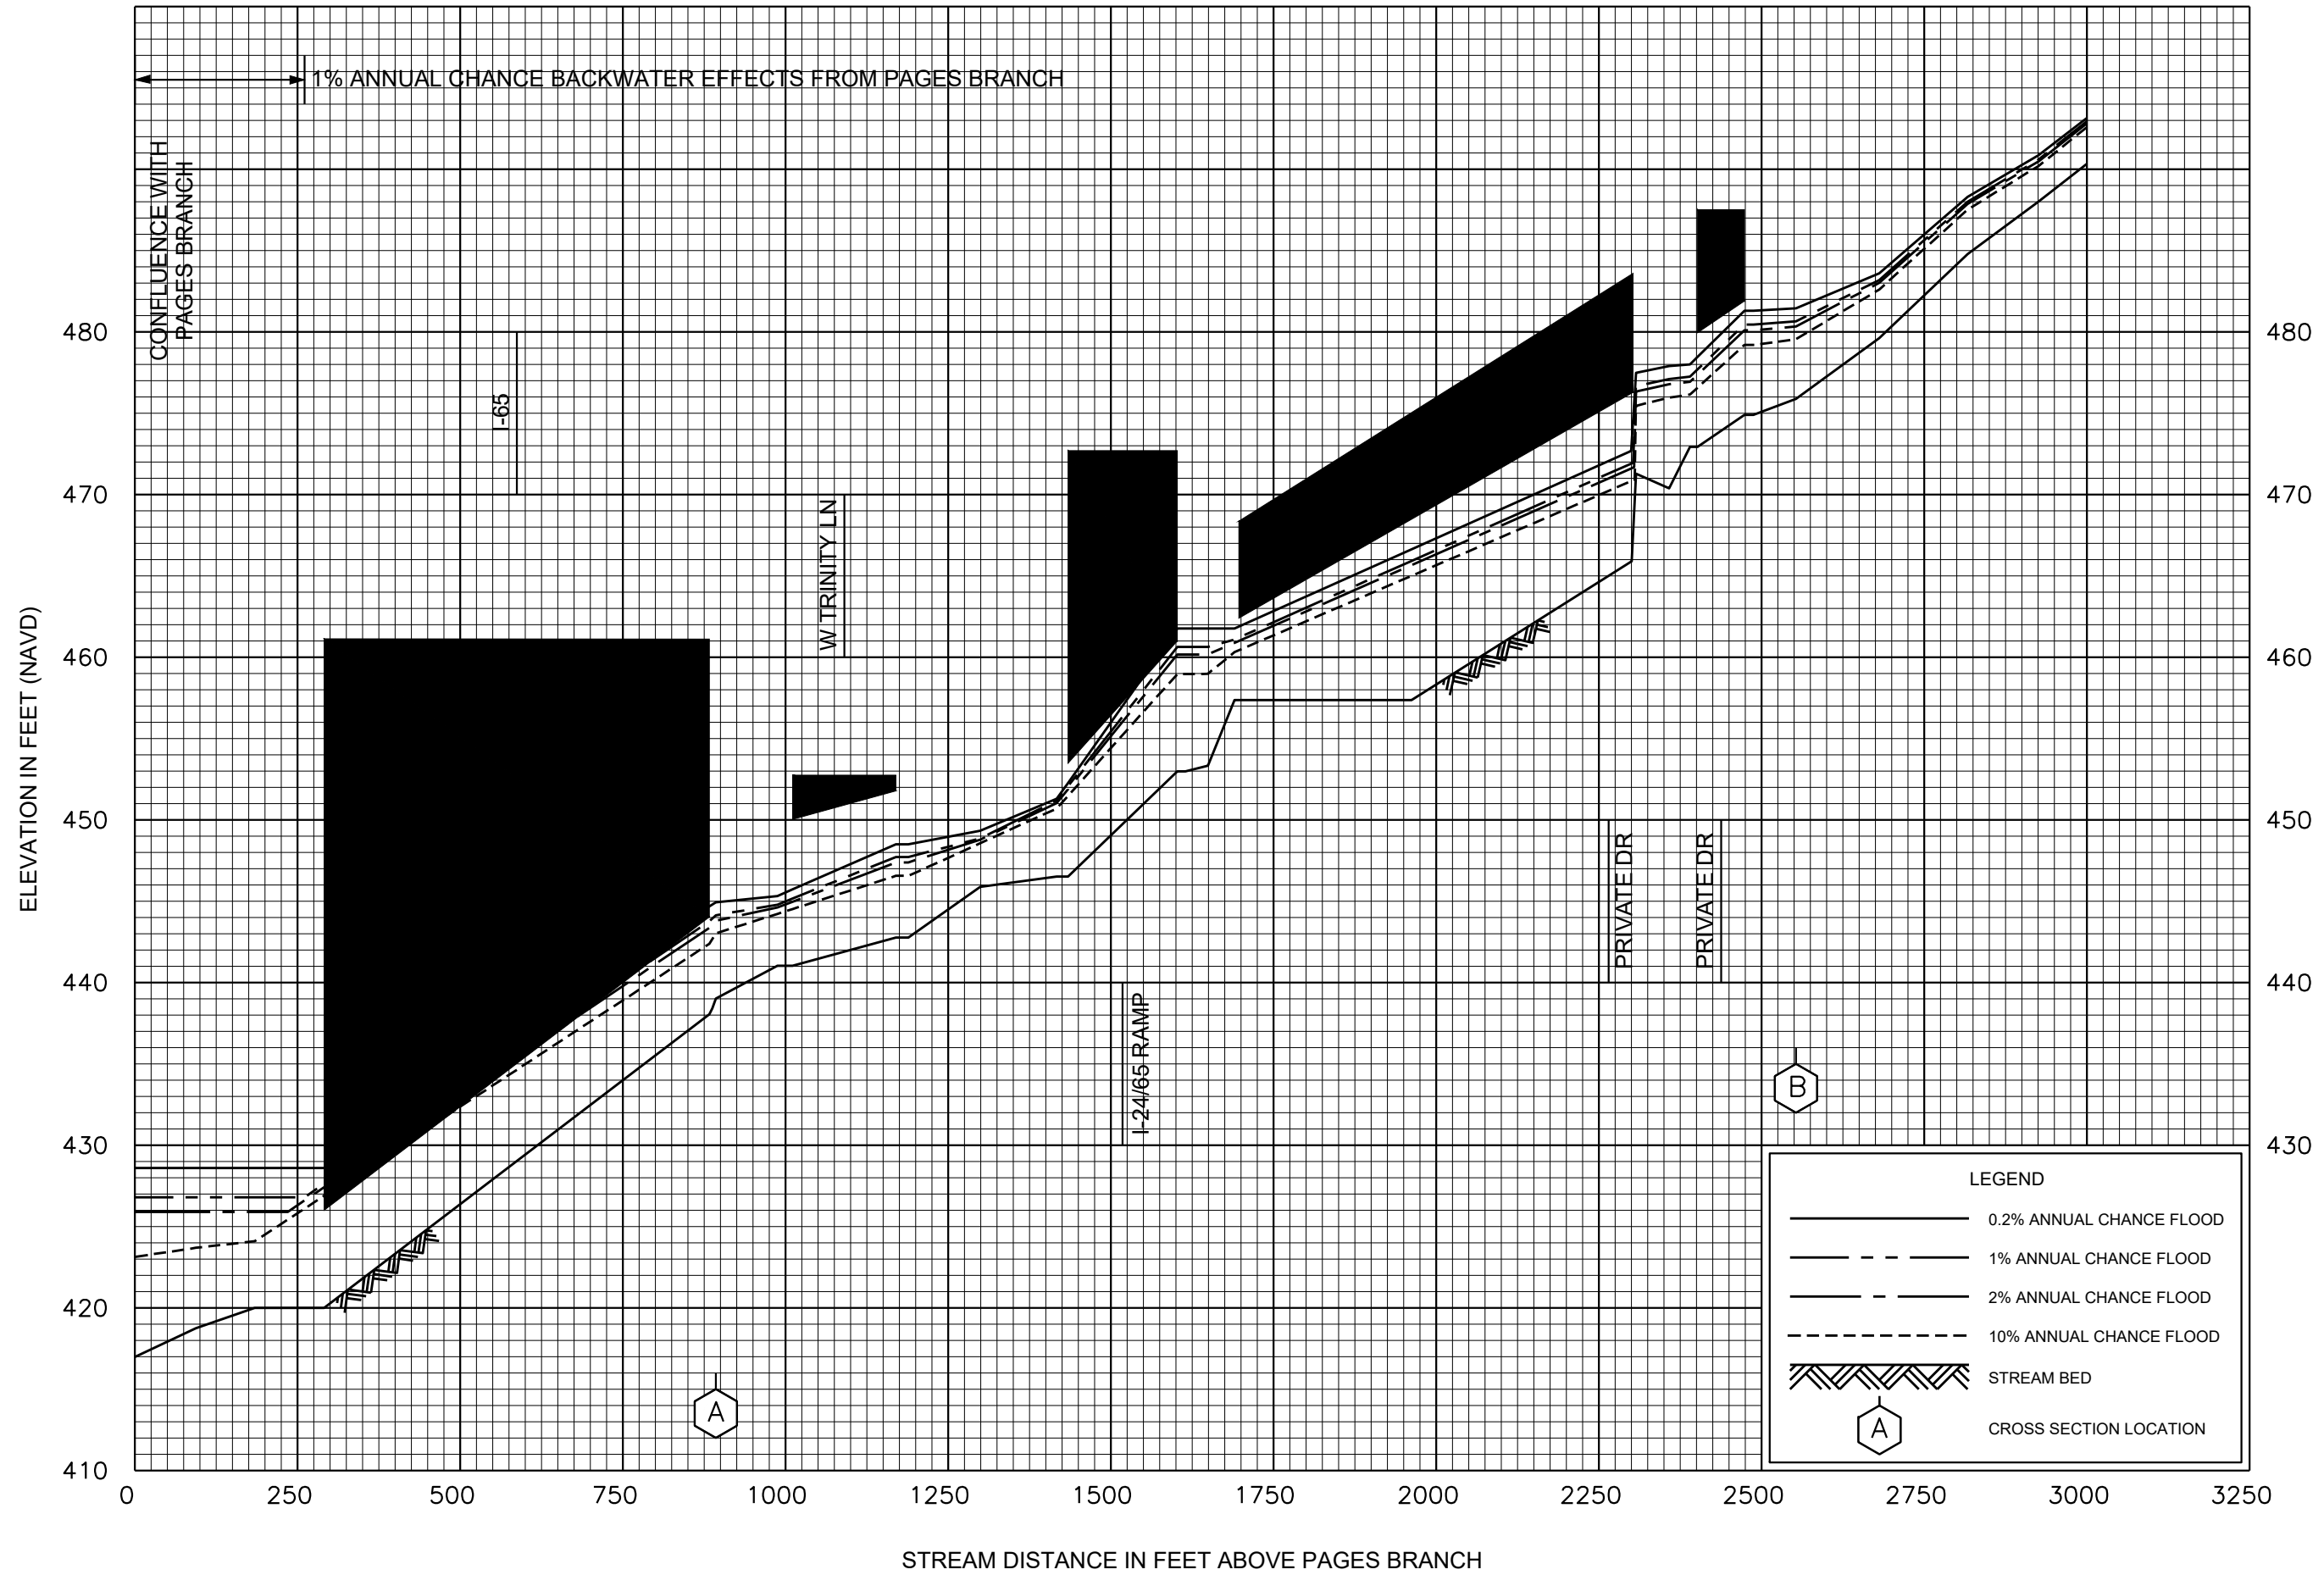 1% ANNUAL CHANCE BACKWATER EFFECTS FROM PAGES BRANCH
CONFLUENCE WITH
PAGES BRANCH
I-65
W TRINITY LN
I-24/65 RAMP
PRIVATE DR
PRIVATE DR
ELEVATION IN FEET (NAVD)
480
470
460
450
440
430
420
410
480
470
460
450
440
430
A
B
LEGEND
0.2% ANNUAL CHANCE FLOOD
1% ANNUAL CHANCE FLOOD
2% ANNUAL CHANCE FLOOD
10% ANNUAL CHANCE FLOOD
STREAM BED
A CROSS SECTION LOCATION
0 250 500 750 1000 1250 1500 1750 2000 2250 2500 2750 3000 3250
STREAM DISTANCE IN FEET ABOVE PAGES BRANCH